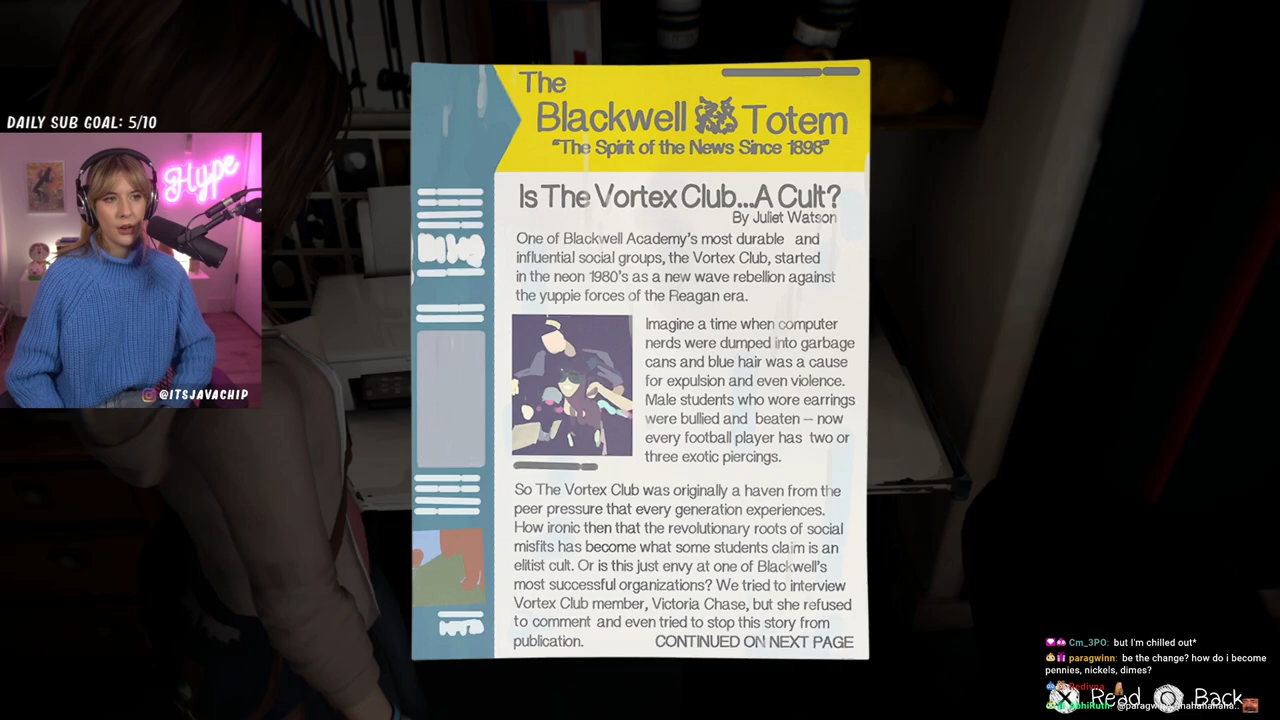 DAILY SUB GOAL: 5/10
Hype
@ITSJAVACHIP
The
Blackwell Totem
"The Spirit of the News Since 1898"
Is The Vortex Club...A Cult?
By Juliet Watson
One of Blackwell Academy's most durable and
influential social groups, the Vortex Club, started
in the neon 1980's as a new wave rebellion against
the yuppie forces of the Reagan era.
Imagine a time when computer
nerds were dumped into garbage
cans and blue hair was a cause
for expulsion and even violence.
Male students who wore earrings
were bullied and beaten – now
every football player has two or
three exotic piercings.
So The Vortex Club was originally a haven from the
peer pressure that every generation experiences.
How ironic then that the revolutionary roots of social
misfits has become what some students claim is an
elitist cult. Or is this just envy at one of Blackwell's
most successful organizations? We tried to interview
Vortex Club member, Victoria Chase, but she refused
to comment and even tried to stop this story from
publication. CONTINUED ON NEXT PAGE
Cm_3PO: but I'm chilled out*
paragwinn: be the change? how do i become
pennies, nickels, dimes?
X Read Back